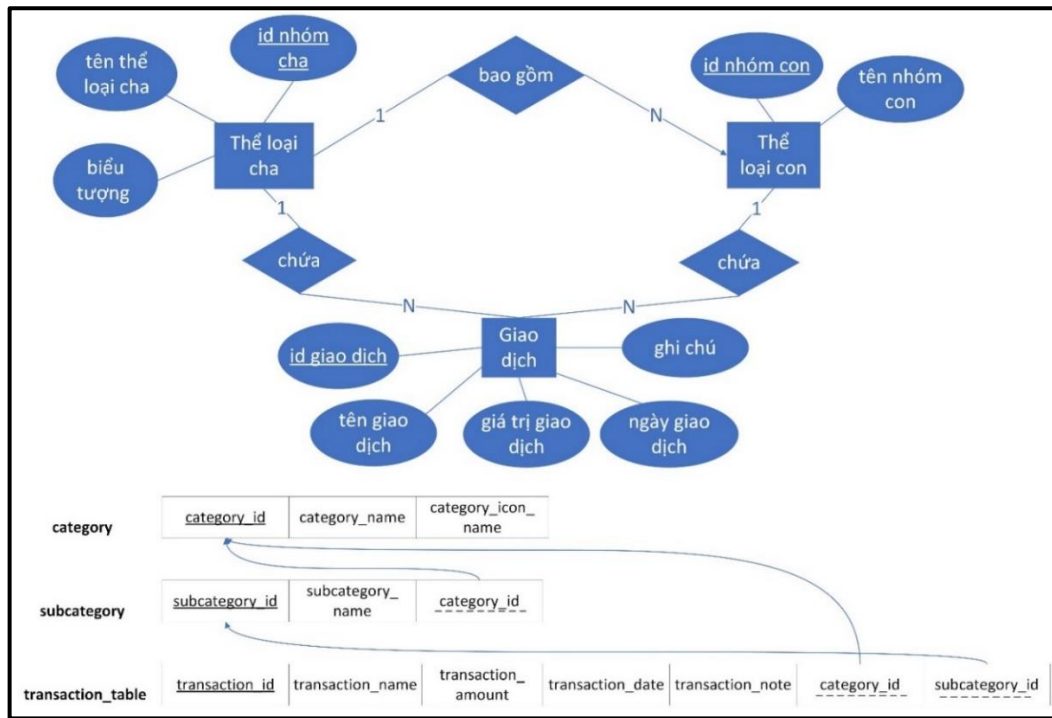 tên thể
loại cha
id nhóm
cha
bao gồm
id nhóm con
tên nhóm
con
1
N
Thể loại
cha
Thể
loại con
biểu
tượng
1
1
chứa
chứa
N
N
Giao
dịch
ghi chú
id giao dịch
tên giao
dịch
giá trị giao
dịch
ngày giao
dịch
category
category_id
category_name
category_icon_
name
subcategory
subcategory_id
subcategory_
name
category_id
transaction_table
transaction_id
transaction_name
transaction_
amount
transaction_date
transaction_note
category_id
subcategory_id